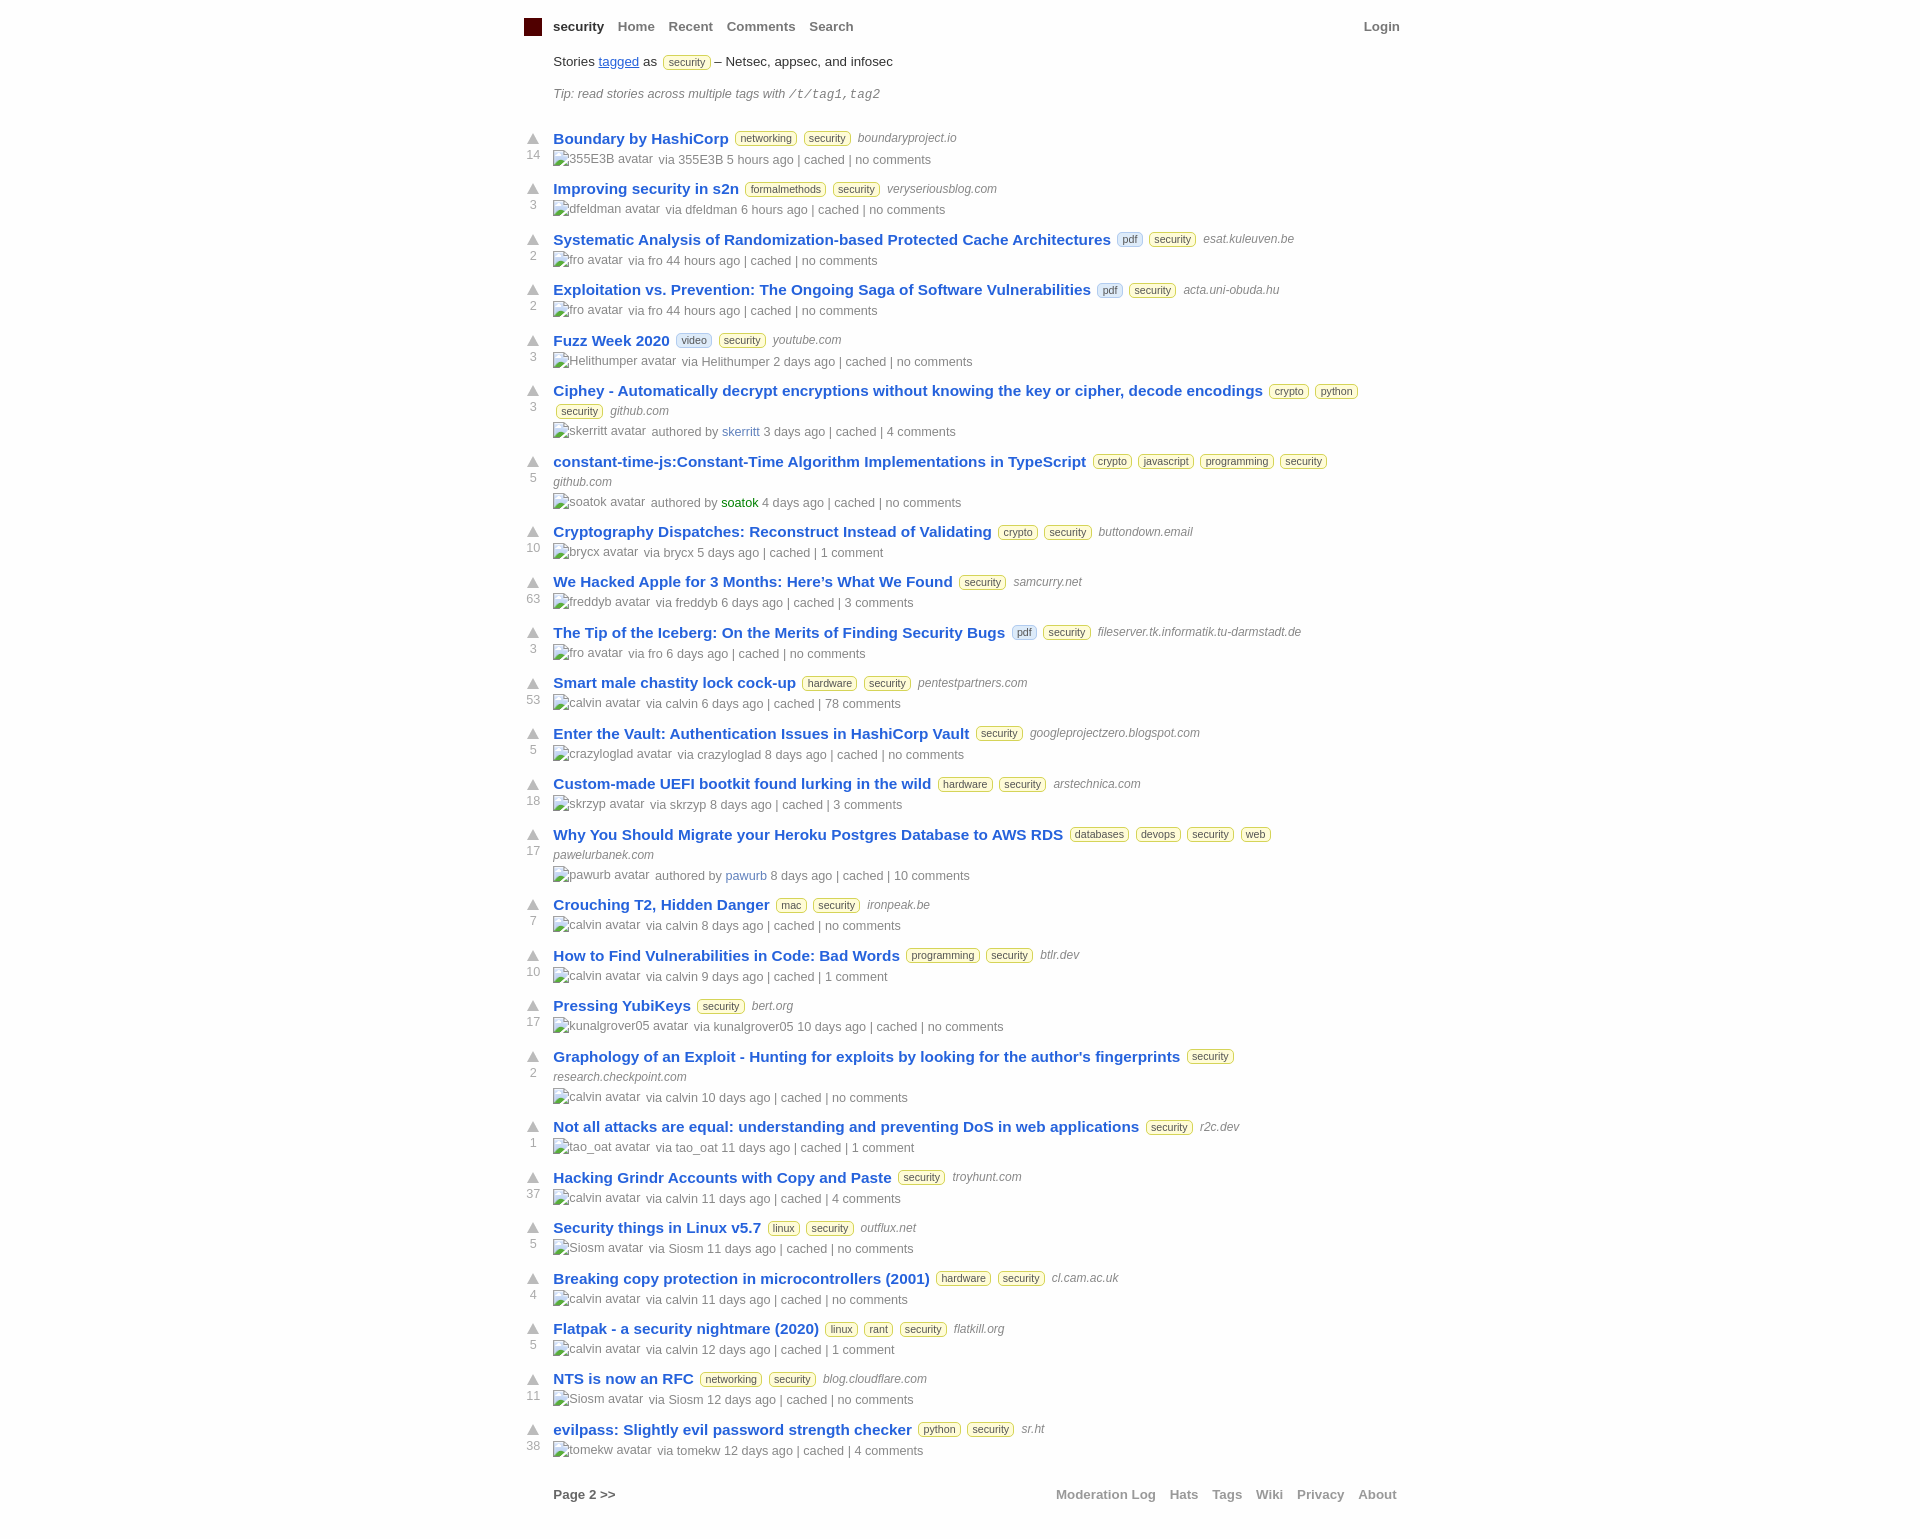 security Home Recent Comments Search Login
Stories tagged as security – Netsec, appsec, and infosec
Tip: read stories across multiple tags with /t/tag1,tag2
Boundary by HashiCorp networking security boundaryproject.io
14
355E3B avatar via 355E3B 5 hours ago | cached | no comments
Improving security in s2n formalmethods security veryseriousblog.com
3
dfeldman avatar via dfeldman 6 hours ago | cached | no comments
Systematic Analysis of Randomization-based Protected Cache Architectures pdf security esat.kuleuven.be
2
fro avatar via fro 44 hours ago | cached | no comments
Exploitation vs. Prevention: The Ongoing Saga of Software Vulnerabilities pdf security acta.uni-obuda.hu
2
fro avatar via fro 44 hours ago | cached | no comments
Fuzz Week 2020 video security youtube.com
3
Helithumper avatar via Helithumper 2 days ago | cached | no comments
Ciphey - Automatically decrypt encryptions without knowing the key or cipher, decode encodings crypto python
3
security github.com
skerritt avatar authored by skerritt 3 days ago | cached | 4 comments
constant-time-js:Constant-Time Algorithm Implementations in TypeScript crypto javascript programming security
5
github.com
soatok avatar authored by soatok 4 days ago | cached | no comments
Cryptography Dispatches: Reconstruct Instead of Validating crypto security buttondown.email
10
brycx avatar via brycx 5 days ago | cached | 1 comment
We Hacked Apple for 3 Months: Here’s What We Found security samcurry.net
63
freddyb avatar via freddyb 6 days ago | cached | 3 comments
The Tip of the Iceberg: On the Merits of Finding Security Bugs pdf security fileserver.tk.informatik.tu-darmstadt.de
3
fro avatar via fro 6 days ago | cached | no comments
Smart male chastity lock cock-up hardware security pentestpartners.com
53
calvin avatar via calvin 6 days ago | cached | 78 comments
Enter the Vault: Authentication Issues in HashiCorp Vault security googleprojectzero.blogspot.com
5
crazyloglad avatar via crazyloglad 8 days ago | cached | no comments
Custom-made UEFI bootkit found lurking in the wild hardware security arstechnica.com
18
skrzyp avatar via skrzyp 8 days ago | cached | 3 comments
Why You Should Migrate your Heroku Postgres Database to AWS RDS databases devops security web
17
pawelurbanek.com
pawurb avatar authored by pawurb 8 days ago | cached | 10 comments
Crouching T2, Hidden Danger mac security ironpeak.be
7
calvin avatar via calvin 8 days ago | cached | no comments
How to Find Vulnerabilities in Code: Bad Words programming security btlr.dev
10
calvin avatar via calvin 9 days ago | cached | 1 comment
Pressing YubiKeys security bert.org
17
kunalgrover05 avatar via kunalgrover05 10 days ago | cached | no comments
Graphology of an Exploit - Hunting for exploits by looking for the author's fingerprints security
2
research.checkpoint.com
calvin avatar via calvin 10 days ago | cached | no comments
Not all attacks are equal: understanding and preventing DoS in web applications security r2c.dev
1
tao_oat avatar via tao_oat 11 days ago | cached | 1 comment
Hacking Grindr Accounts with Copy and Paste security troyhunt.com
37
calvin avatar via calvin 11 days ago | cached | 4 comments
Security things in Linux v5.7 linux security outflux.net
5
Siosm avatar via Siosm 11 days ago | cached | no comments
Breaking copy protection in microcontrollers (2001) hardware security cl.cam.ac.uk
4
calvin avatar via calvin 11 days ago | cached | no comments
Flatpak - a security nightmare (2020) linux rant security flatkill.org
5
calvin avatar via calvin 12 days ago | cached | 1 comment
NTS is now an RFC networking security blog.cloudflare.com
11
Siosm avatar via Siosm 12 days ago | cached | no comments
evilpass: Slightly evil password strength checker python security sr.ht
38
tomekw avatar via tomekw 12 days ago | cached | 4 comments
Page 2 >> Moderation Log Hats Tags Wiki Privacy About